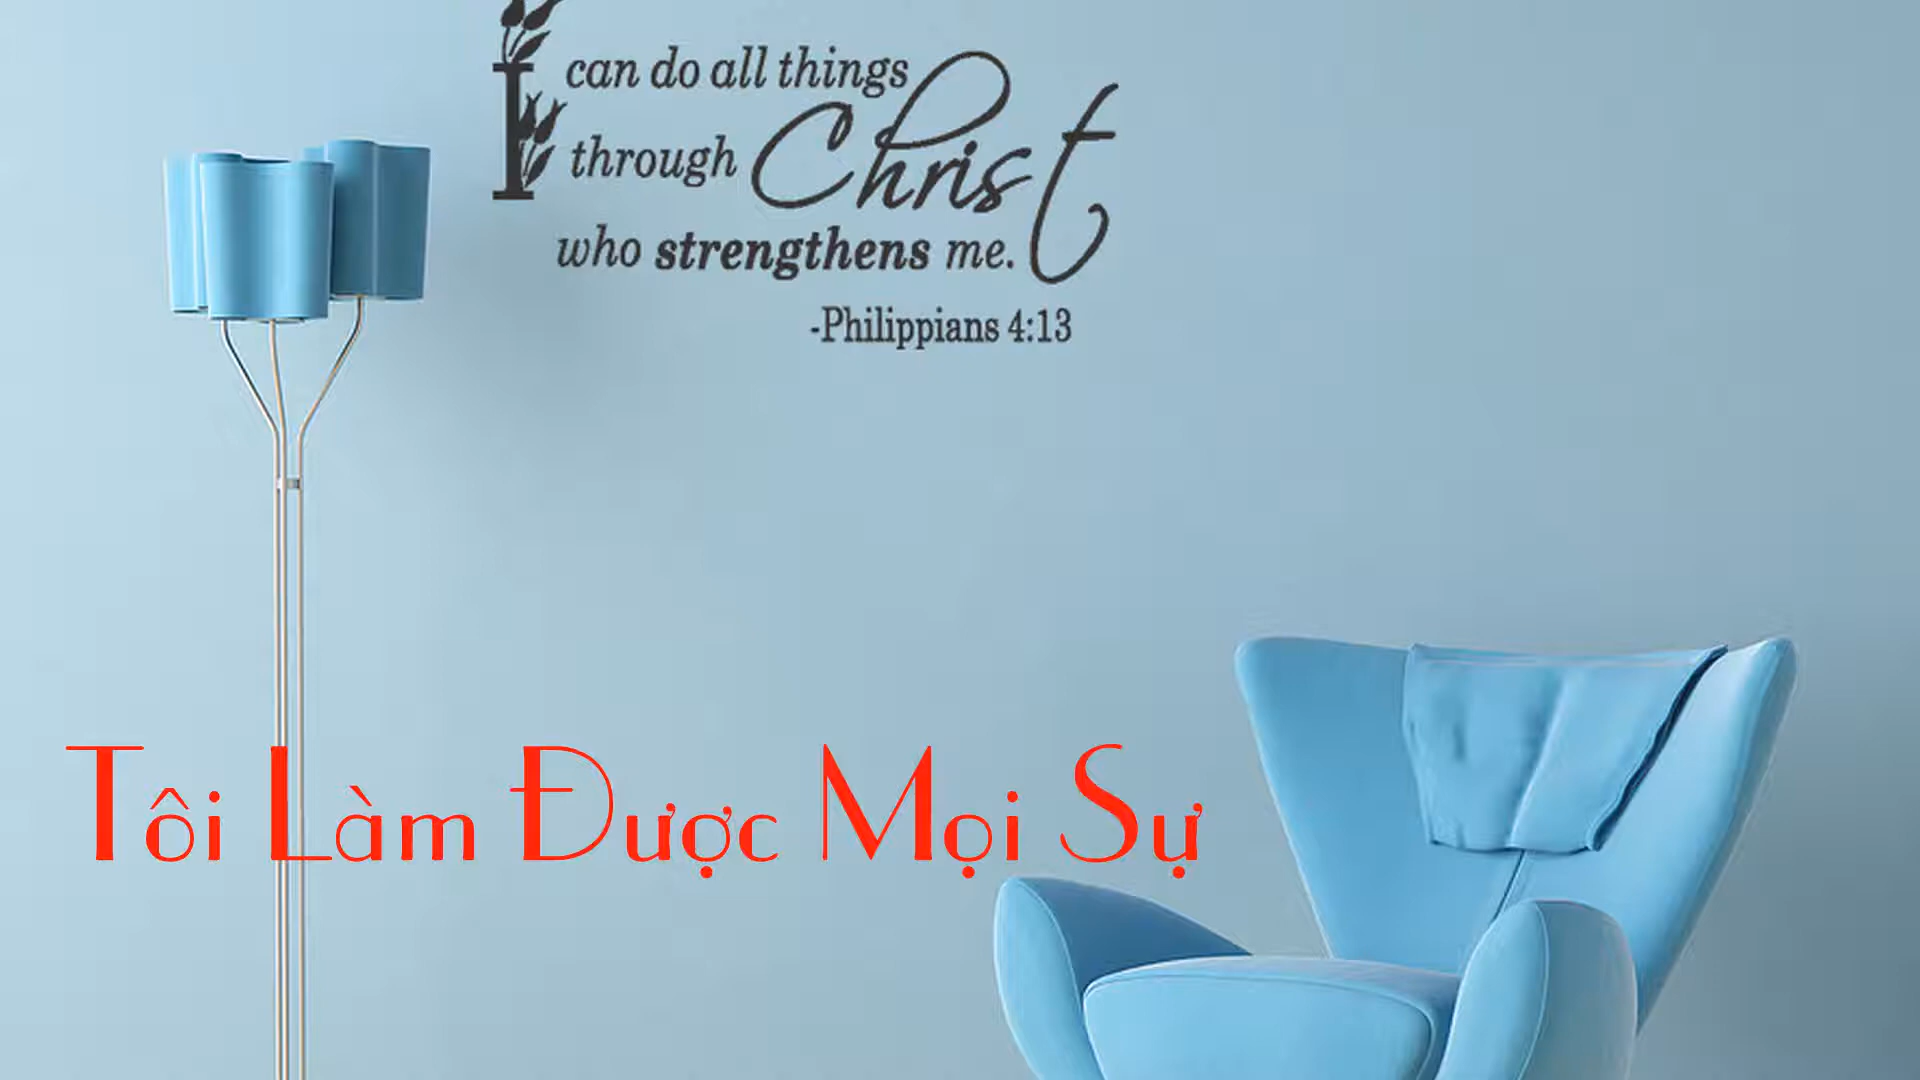 I can do all things
through Christ
who strengthens me.
-Philippians 4:13
Tôi Làm Được Mọi Sự